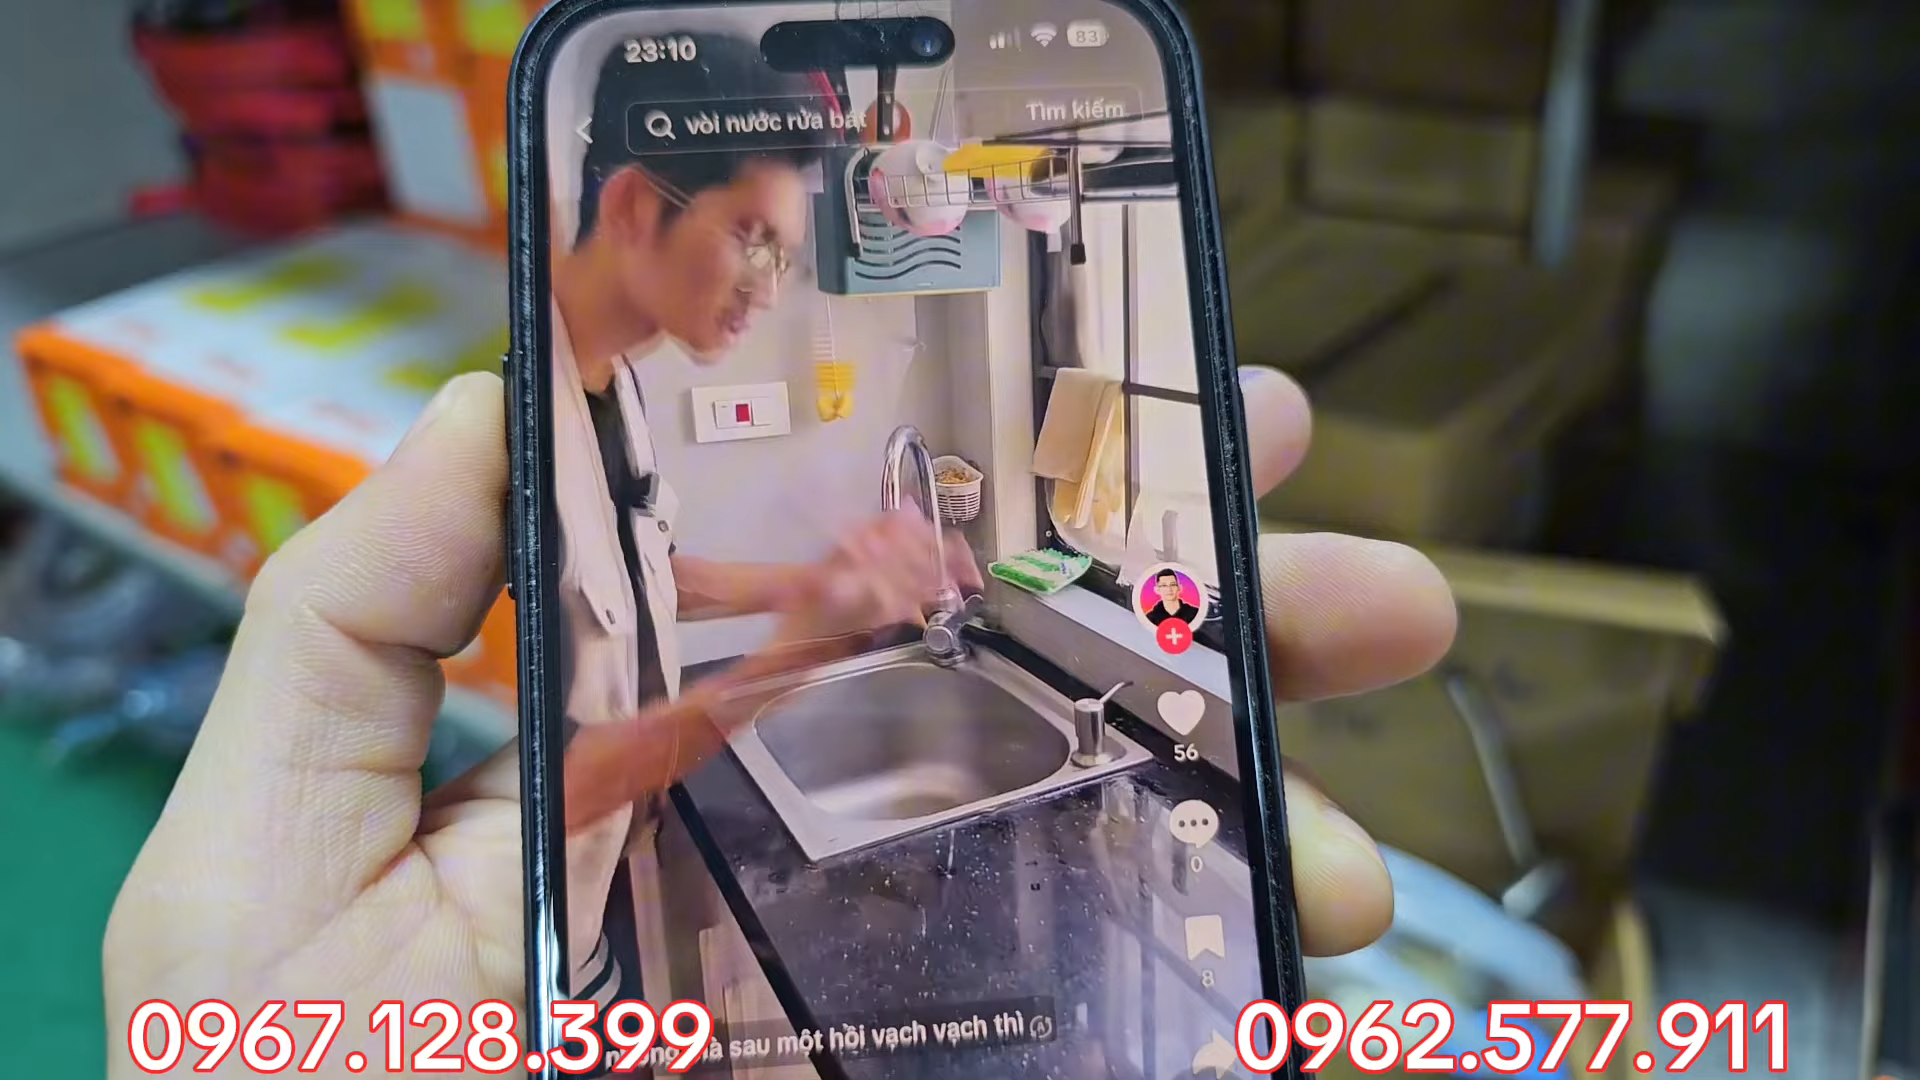 23:10
83
vòi nước rửa bát
Tìm kiếm
56
0
8
là sau một hồi vạch vạch thì
0967.128.399
0962.577.911